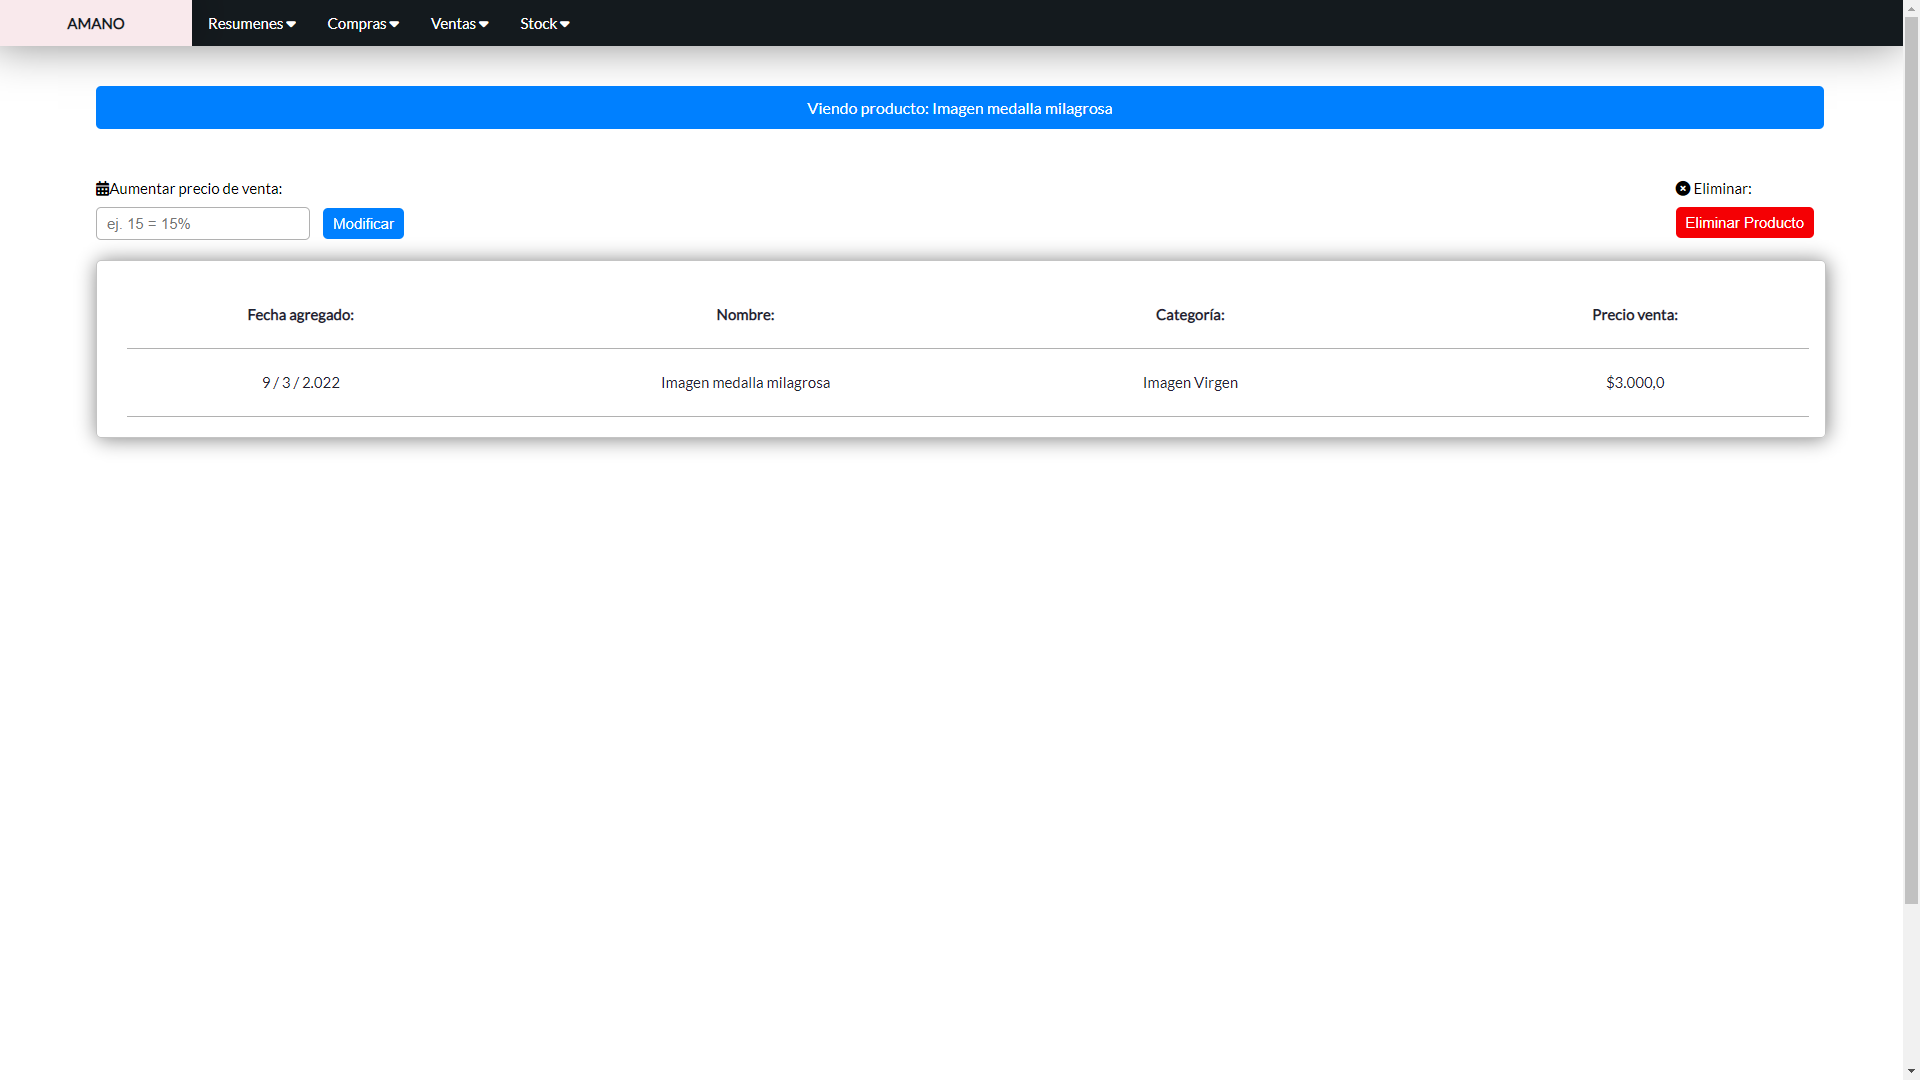 AMANO Resumenes Compras Ventas Stock
Viendo producto: Imagen medalla milagrosa
Aumentar precio de venta: Eliminar:
ej. 15 = 15% Modificar Eliminar Producto
Fecha agregado: Nombre: Categoría: Precio venta:
9 / 3 / 2.022 Imagen medalla milagrosa Imagen Virgen $3.000,0